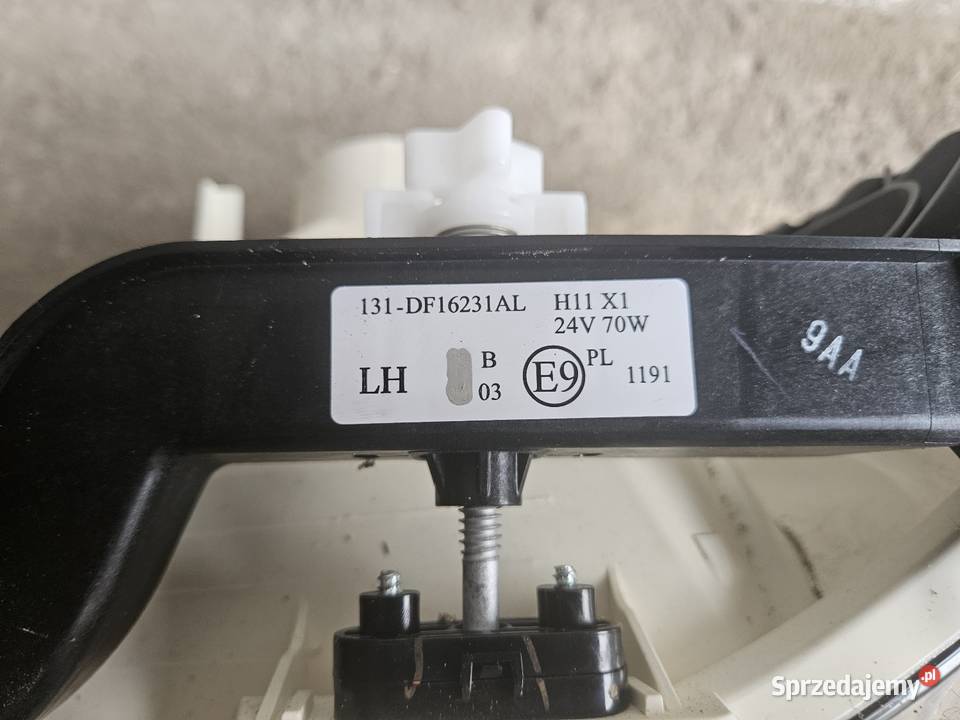 131-DF16231AL H11 X1
24V 70W
LH B 03 E9 PL 1191
9AA
Sprzedajemy.pl